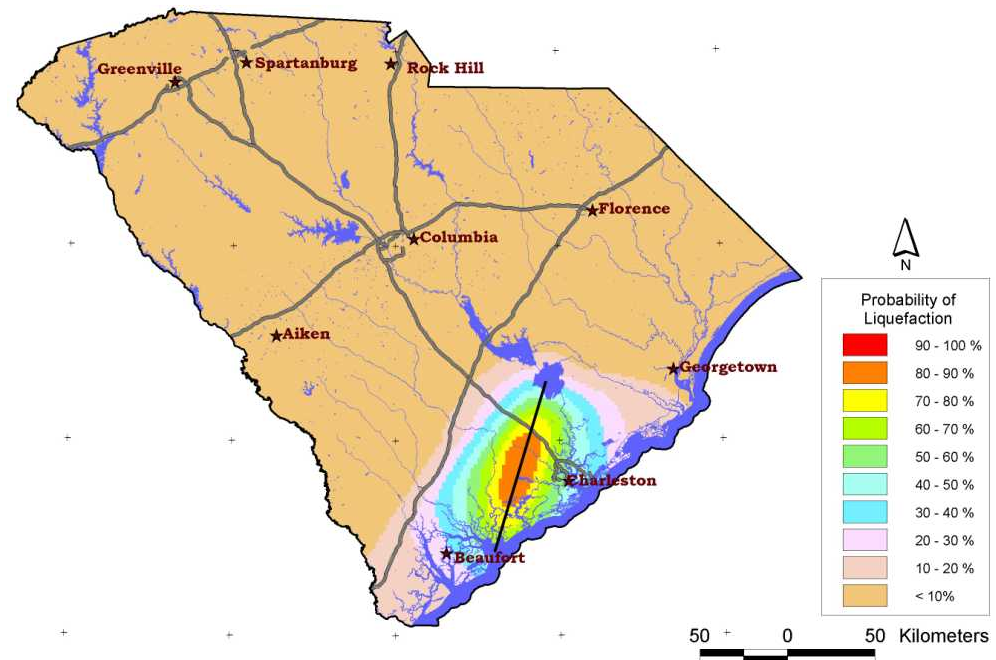 Greenville
Spartanburg
Rock Hill
Florence
Columbia
Aiken
Georgetown
Charleston
Beaufort
N
Probability of
Liquefaction
90 - 100 %
80 - 90 %
70 - 80 %
60 - 70 %
50 - 60 %
40 - 50 %
30 - 40 %
20 - 30 %
10 - 20 %
< 10%
50 0 50 Kilometers